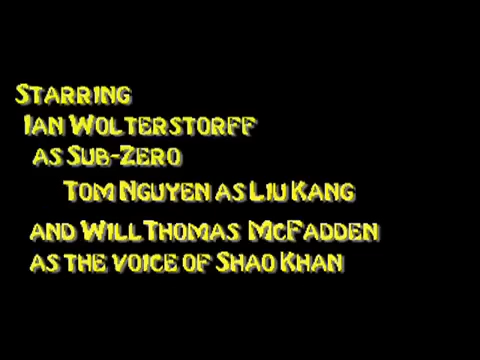 Starring
Ian Wolterstorff
as Sub-Zero
Tom Nguyen as Liu Kang
and Will Thomas McFadden
as the voice of Shao Khan